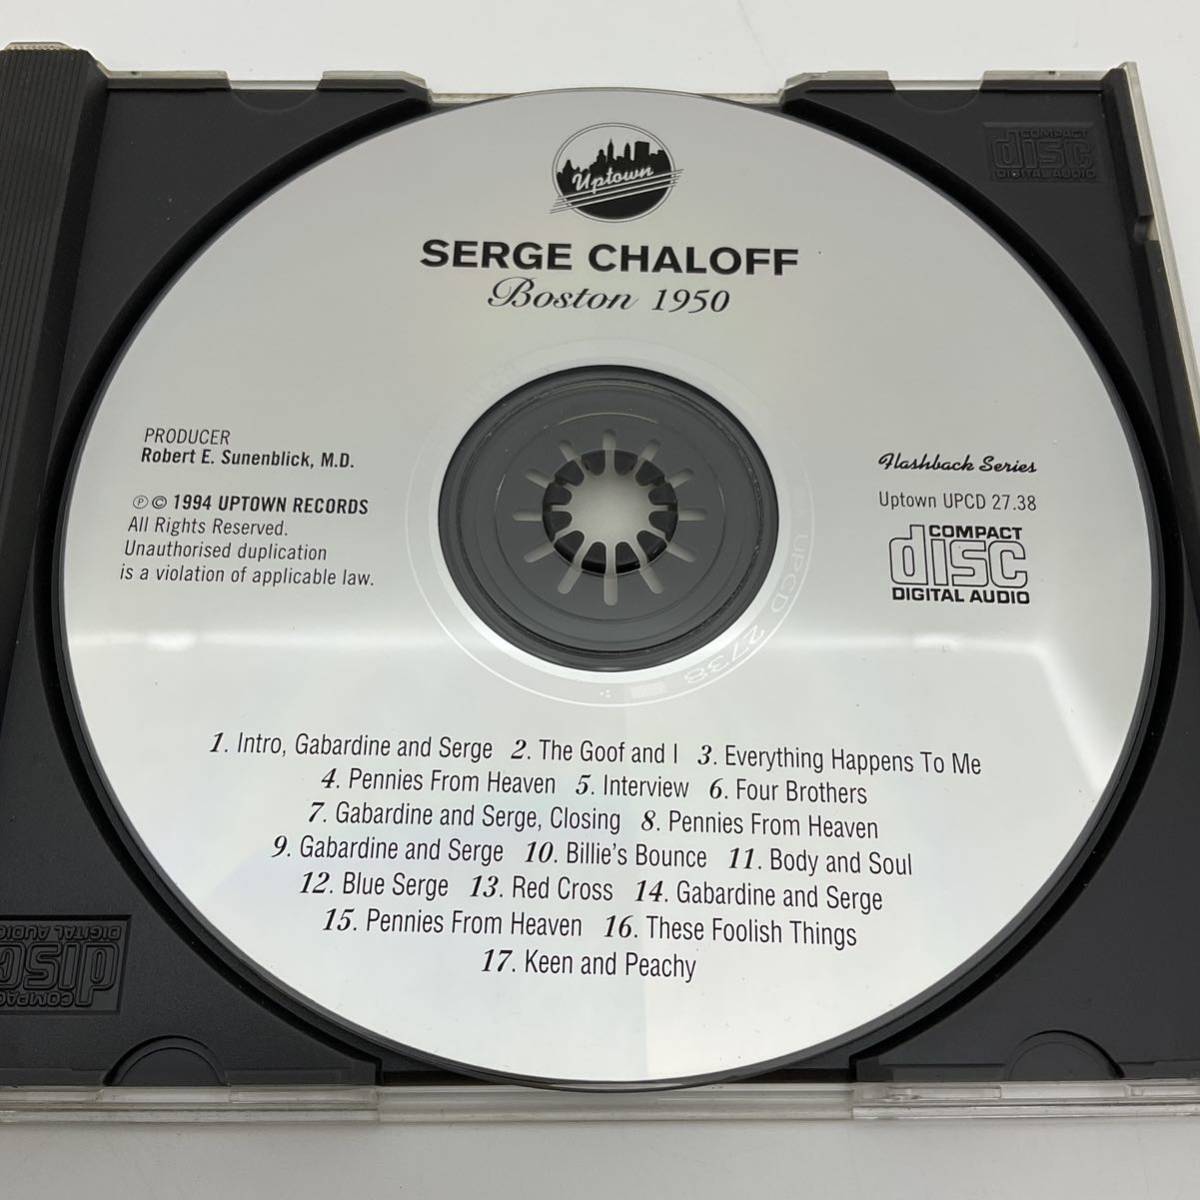 Uptown
SERGE CHALOFF
Boston 1950
PRODUCER
Robert E. Sunenblick, M.D.
℗ © 1994 UPTOWN RECORDS
All Rights Reserved.
Unauthorised duplication
is a violation of applicable law.
Flashback Series
Uptown UPCD 27.38
COMPACT
disc
DIGITAL AUDIO
UPCD 2738
1. Intro, Gabardine and Serge 2. The Goof and I 3. Everything Happens To Me
4. Pennies From Heaven 5. Interview 6. Four Brothers
7. Gabardine and Serge, Closing 8. Pennies From Heaven
9. Gabardine and Serge 10. Billie's Bounce 11. Body and Soul
12. Blue Serge 13. Red Cross 14. Gabardine and Serge
15. Pennies From Heaven 16. These Foolish Things
17. Keen and Peachy
COMPACT
disc
DIGITAL AUDIO
COMPACT
disc
DIGITAL AUDIO